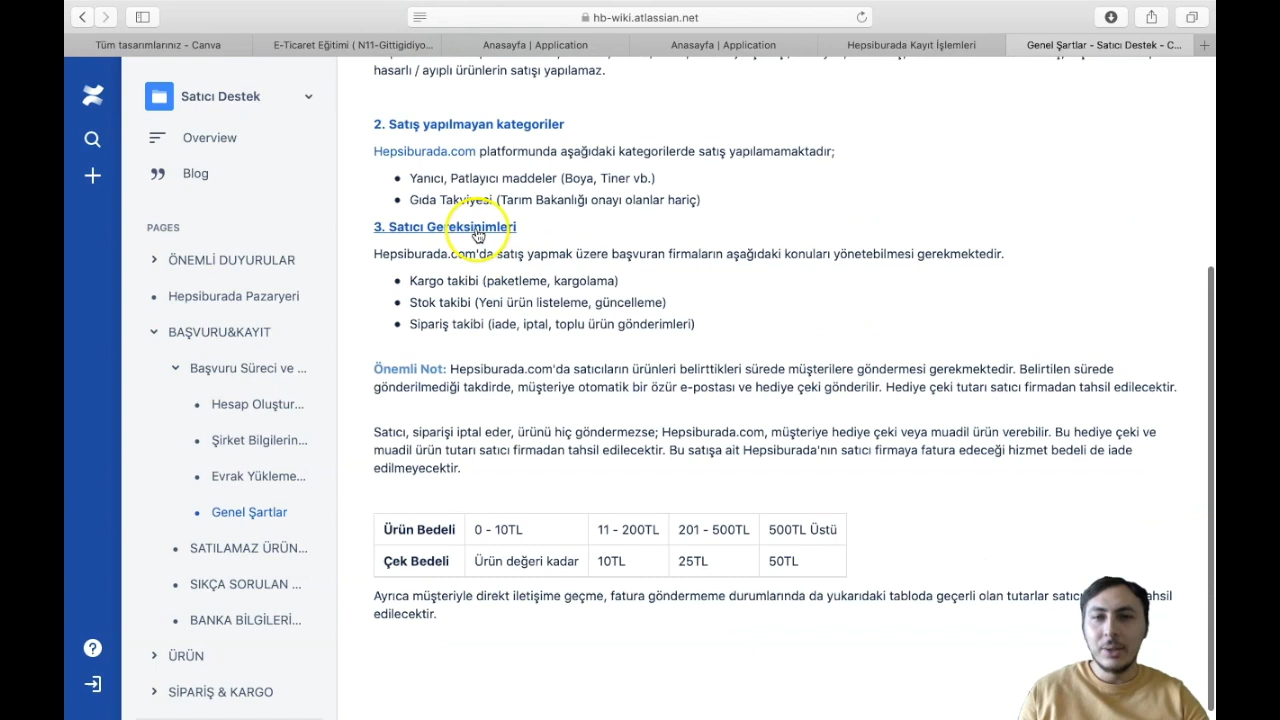 hb-wiki.atlassian.net
Tüm tasarımlarınız - Canva
E-Ticaret Eğitimi ( N11-Gittigidiyo...
Anasayfa | Application
Anasayfa | Application
Hepsiburada Kayıt İşlemleri
Genel Şartlar - Satıcı Destek - C...
Satıcı Destek
Overview
Blog
PAGES
ÖNEMLİ DUYURULAR
Hepsiburada Pazaryeri
BAŞVURU&KAYIT
Başvuru Süreci ve ...
Hesap Oluştur...
Şirket Bilgilerin...
Evrak Yükleme...
Genel Şartlar
SATILAMAZ ÜRÜN...
SIKÇA SORULAN ...
BANKA BİLGİLERİ...
ÜRÜN
SİPARİŞ & KARGO
hasarlı / ayıplı ürünlerin satışı yapılamaz.
2. Satış yapılmayan kategoriler
Hepsiburada.com platformunda aşağıdaki kategorilerde satış yapılamamaktadır;
Yanıcı, Patlayıcı maddeler (Boya, Tiner vb.)
Gıda Takviyesi (Tarım Bakanlığı onayı olanlar hariç)
3. Satıcı Gereksinimleri
Hepsiburada.com'da satış yapmak üzere başvuran firmaların aşağıdaki konuları yönetebilmesi gerekmektedir.
Kargo takibi (paketleme, kargolama)
Stok takibi (Yeni ürün listeleme, güncelleme)
Sipariş takibi (iade, iptal, toplu ürün gönderimleri)
Önemli Not: Hepsiburada.com'da satıcıların ürünleri belirttikleri sürede müşterilere göndermesi gerekmektedir. Belirtilen sürede
gönderilmediği takdirde, müşteriye otomatik bir özür e-postası ve hediye çeki gönderilir. Hediye çeki tutarı satıcı firmadan tahsil edilecektir.
Satıcı, siparişi iptal eder, ürünü hiç göndermezse; Hepsiburada.com, müşteriye hediye çeki veya muadil ürün verebilir. Bu hediye çeki ve
muadil ürün tutarı satıcı firmadan tahsil edilecektir. Bu satışa ait Hepsiburada'nın satıcı firmaya fatura edeceği hizmet bedeli de iade
edilmeyecektir.
Ürün Bedeli 0 - 10TL 11 - 200TL 201 - 500TL 500TL Üstü
Çek Bedeli Ürün değeri kadar 10TL 25TL 50TL
Ayrıca müşteriyle direkt iletişime geçme, fatura göndermeme durumlarında da yukarıdaki tabloda geçerli olan tutarlar
edilecektir.